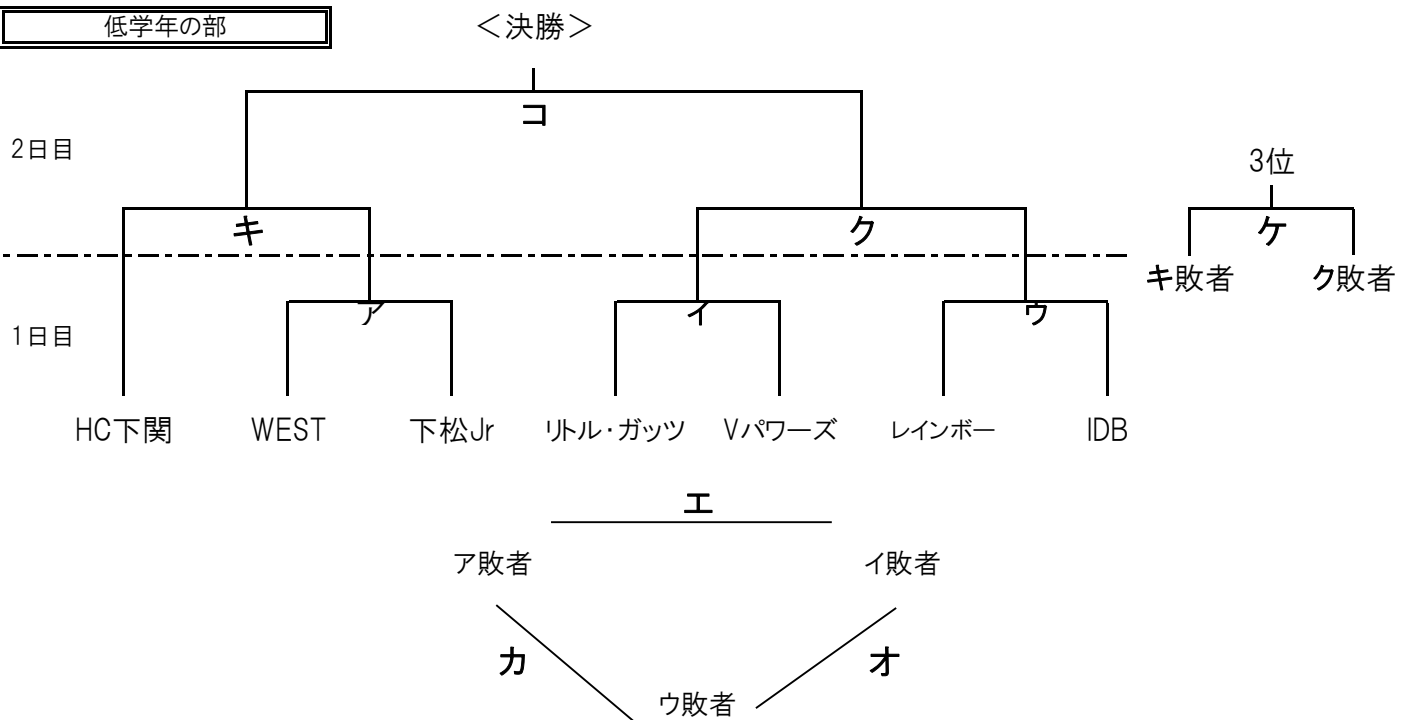 低学年の部
＜決勝＞
コ
2日目
3位
キ
ク
ケ
キ敗者
ク敗者
ア
イ
ウ
1日目
HC下関
WEST
下松Jr
リトル・ガッツ
Vパワーズ
レインボー
IDB
エ
ア敗者
イ敗者
カ
オ
ウ敗者